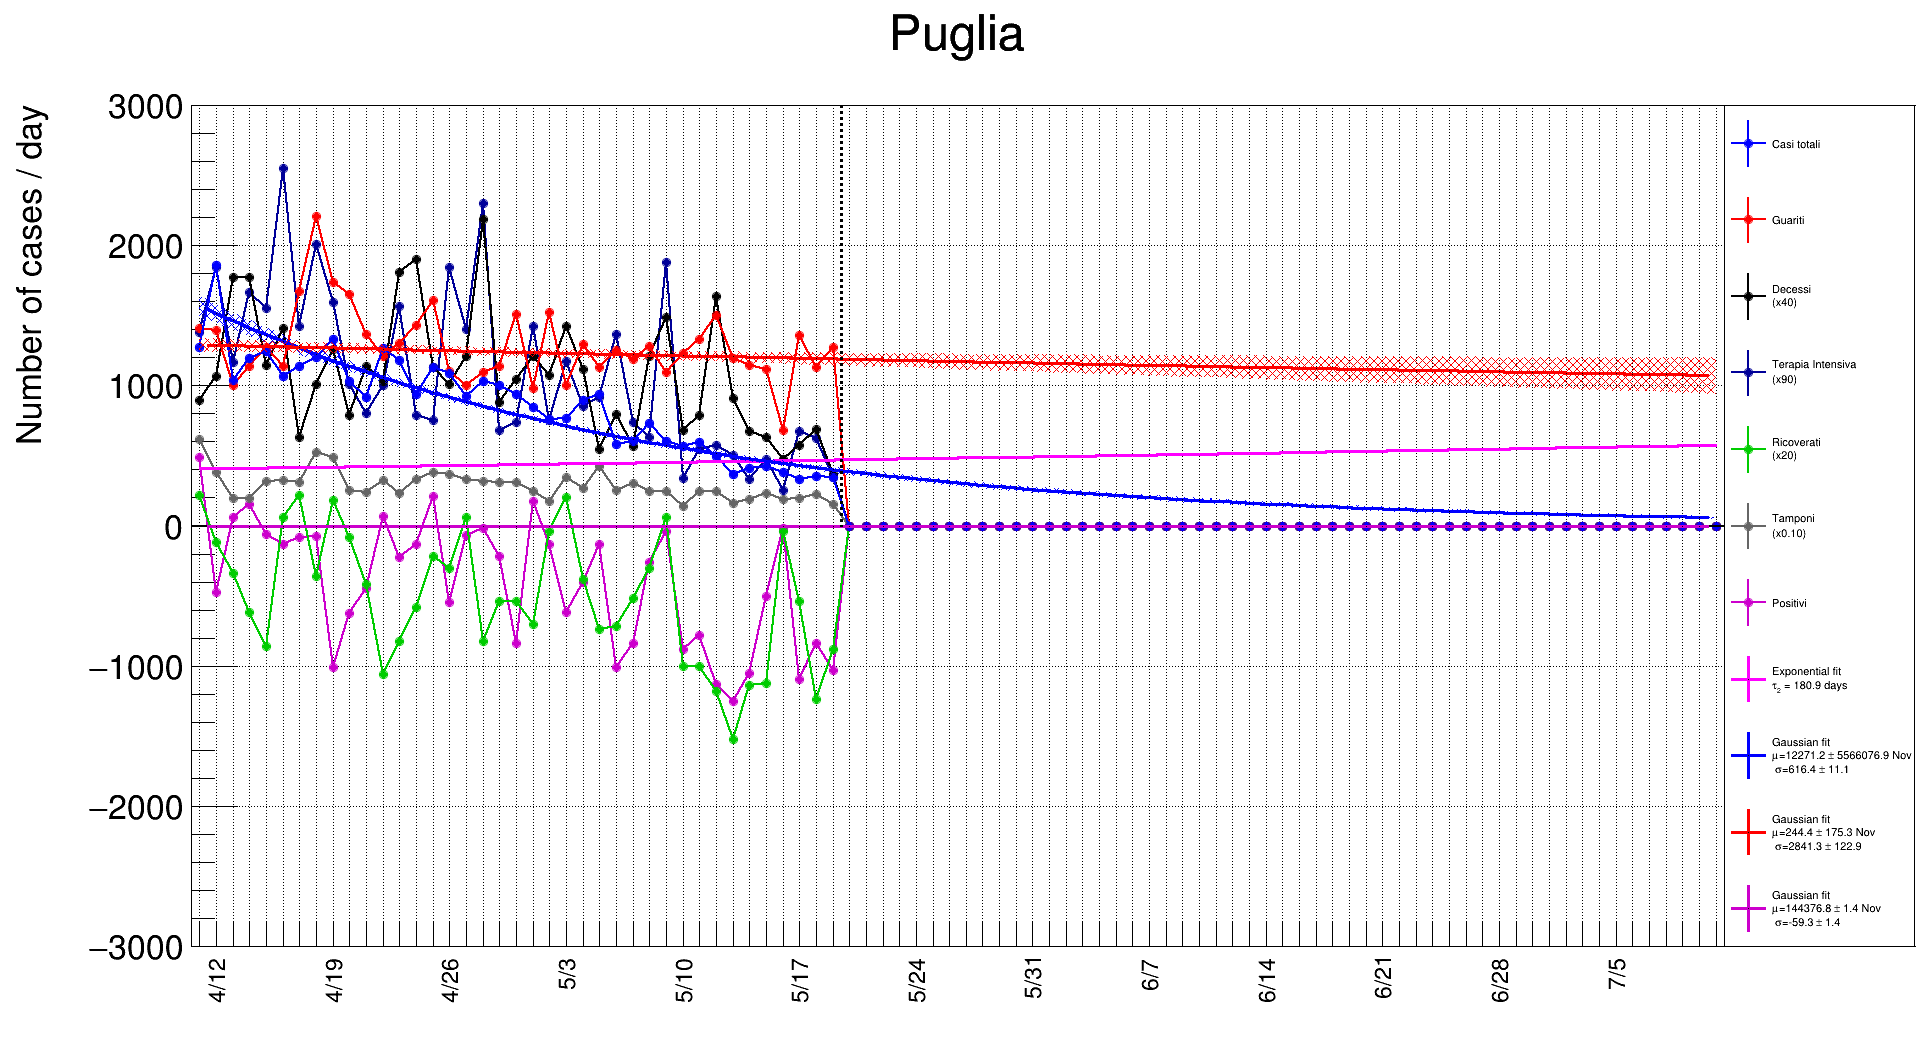 Puglia
Number of cases / day
3000
2000
1000
0
−1000
−2000
−3000
4/12
4/19
4/26
5/3
5/10
5/17
5/24
5/31
6/7
6/14
6/21
6/28
7/5
Casi totali
Guariti
Decessi
(x40)
Terapia Intensiva
(x90)
Ricoverati
(x20)
Tamponi
(x0.10)
Positivi
Exponential fit
τ₂ = 180.9 days
Gaussian fit
μ=12271.2 ± 5566076.9 Nov
σ=616.4 ± 11.1
Gaussian fit
μ=244.4 ± 175.3 Nov
σ=2841.3 ± 122.9
Gaussian fit
μ=144376.8 ± 1.4 Nov
σ=-59.3 ± 1.4